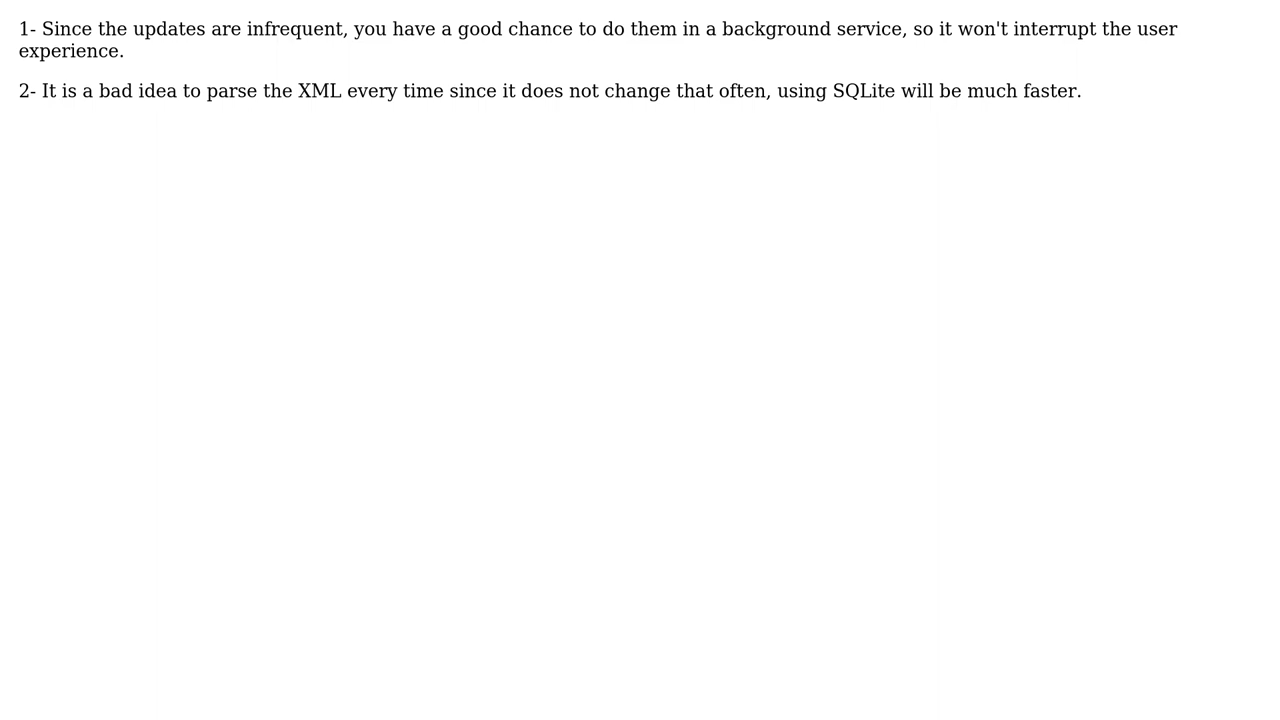 1- Since the updates are infrequent, you have a good chance to do them in a background service, so it won't interrupt the user
experience.
2- It is a bad idea to parse the XML every time since it does not change that often, using SQLite will be much faster.